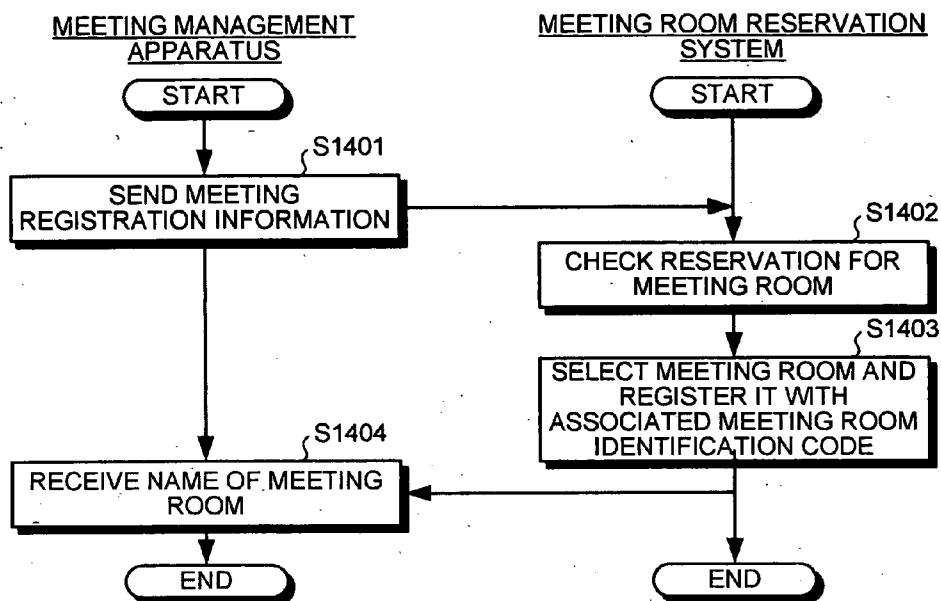 MEETING MANAGEMENT
APPARATUS
MEETING ROOM RESERVATION
SYSTEM
START
START
S1401
SEND MEETING
REGISTRATION INFORMATION
S1402
CHECK RESERVATION FOR
MEETING ROOM
S1403
SELECT MEETING ROOM AND
REGISTER IT WITH
ASSOCIATED MEETING ROOM
IDENTIFICATION CODE
S1404
RECEIVE NAME OF MEETING
ROOM
END
END